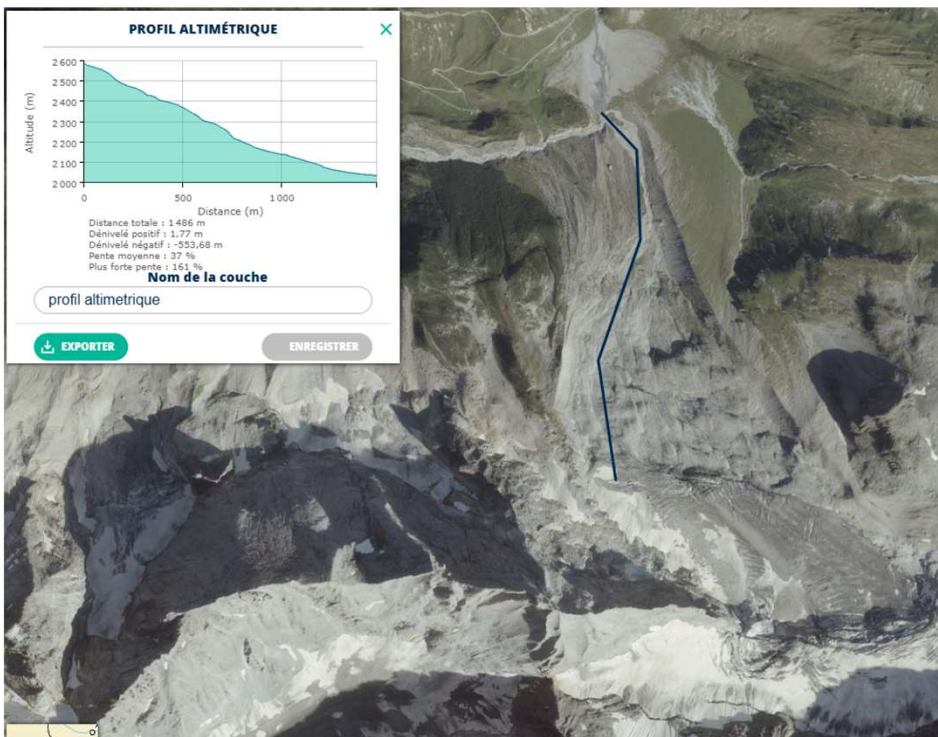 PROFIL ALTIMÉTRIQUE
2 600
2 500
2 400
2 300
2 200
2 100
2 000
Altitude (m)
0 500 1 000
Distance (m)
Distance totale : 1 486 m
Dénivelé positif : 1,77 m
Dénivelé négatif : -553,68 m
Pente moyenne : 37 %
Plus forte pente : 161 %
Nom de la couche
profil altimetrique
EXPORTER ENREGISTRER